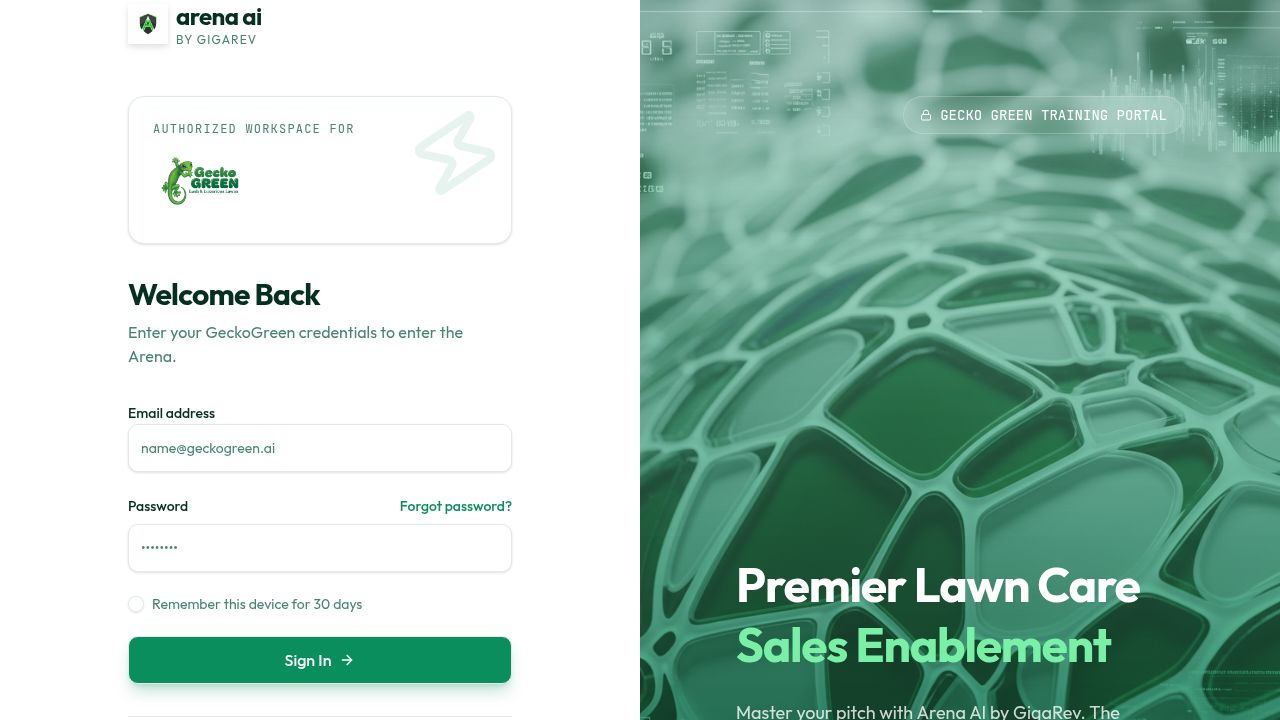 arena ai
BY GIGAREV
AUTHORIZED WORKSPACE FOR
Gecko
GREEN
Welcome Back
Enter your GeckoGreen credentials to enter the
Arena.
Email address
name@geckogreen.ai
Password
Forgot password?
••••••••
Remember this device for 30 days
Sign In
GECKO GREEN TRAINING PORTAL
Premier Lawn Care
Sales Enablement
Master your pitch with Arena AI by GigaRev. The